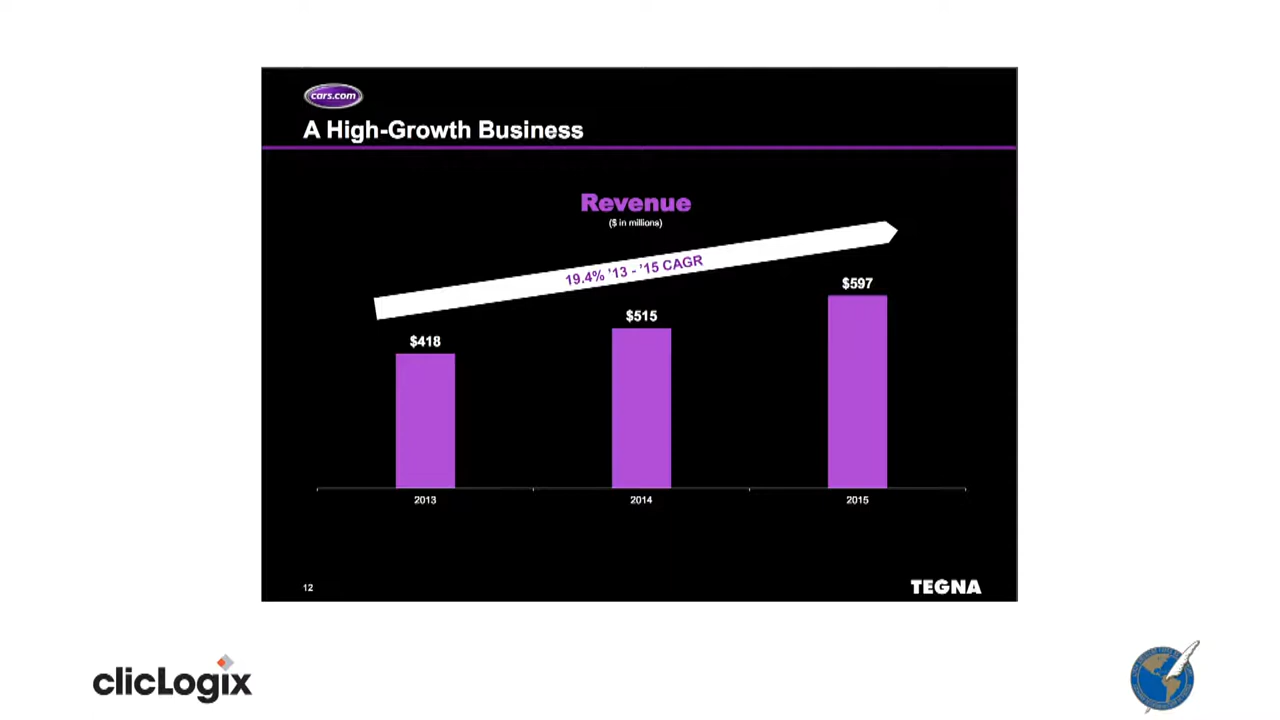 cars.com
A High-Growth Business
Revenue
($ in millions)
19.4% '13 - '15 CAGR
$418
$515
$597
2013
2014
2015
12
TEGNA
clicLogix